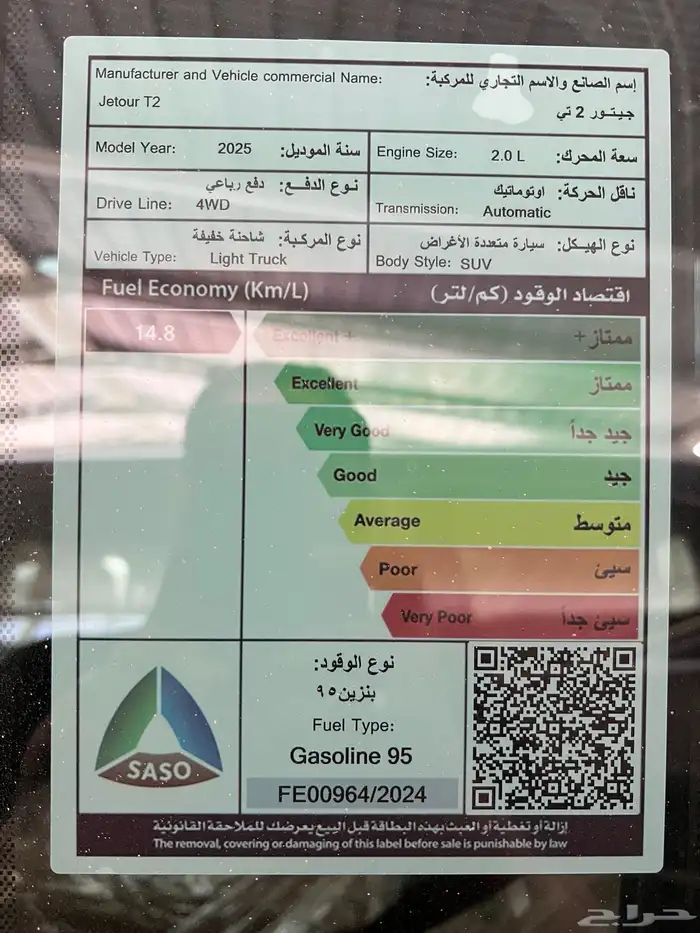 Manufacturer and Vehicle commercial Name:
إسم الصانع والاسم التجاري للمركبة:
Jetour T2
جيتور 2 تي
Model Year: 2025 سنة الموديل:
Engine Size: 2.0 L سعة المحرك:
نوع الدفع: دفع رباعي
Drive Line: 4WD
ناقل الحركة: اوتوماتيك
Transmission: Automatic
نوع المركبة: شاحنة خفيفة
Vehicle Type: Light Truck
نوع الهيكل: سيارة متعددة الأغراض
Body Style: SUV
Fuel Economy (Km/L) اقتصاد الوقود (كم/لتر)
14.8
Excellent + ممتاز +
Excellent ممتاز
Very Good جيد جداً
Good جيد
Average متوسط
Poor سيئ
Very Poor سيئ جداً
SASO
نوع الوقود:
بنزين ٩٥
Fuel Type:
Gasoline 95
FE00964/2024
إزالة أو تغطية أو العبث بهذه البطاقة قبل البيع يعرضك للملاحقة القانونية
The removal, covering or damaging of this label before sale is punishable by law
حراج